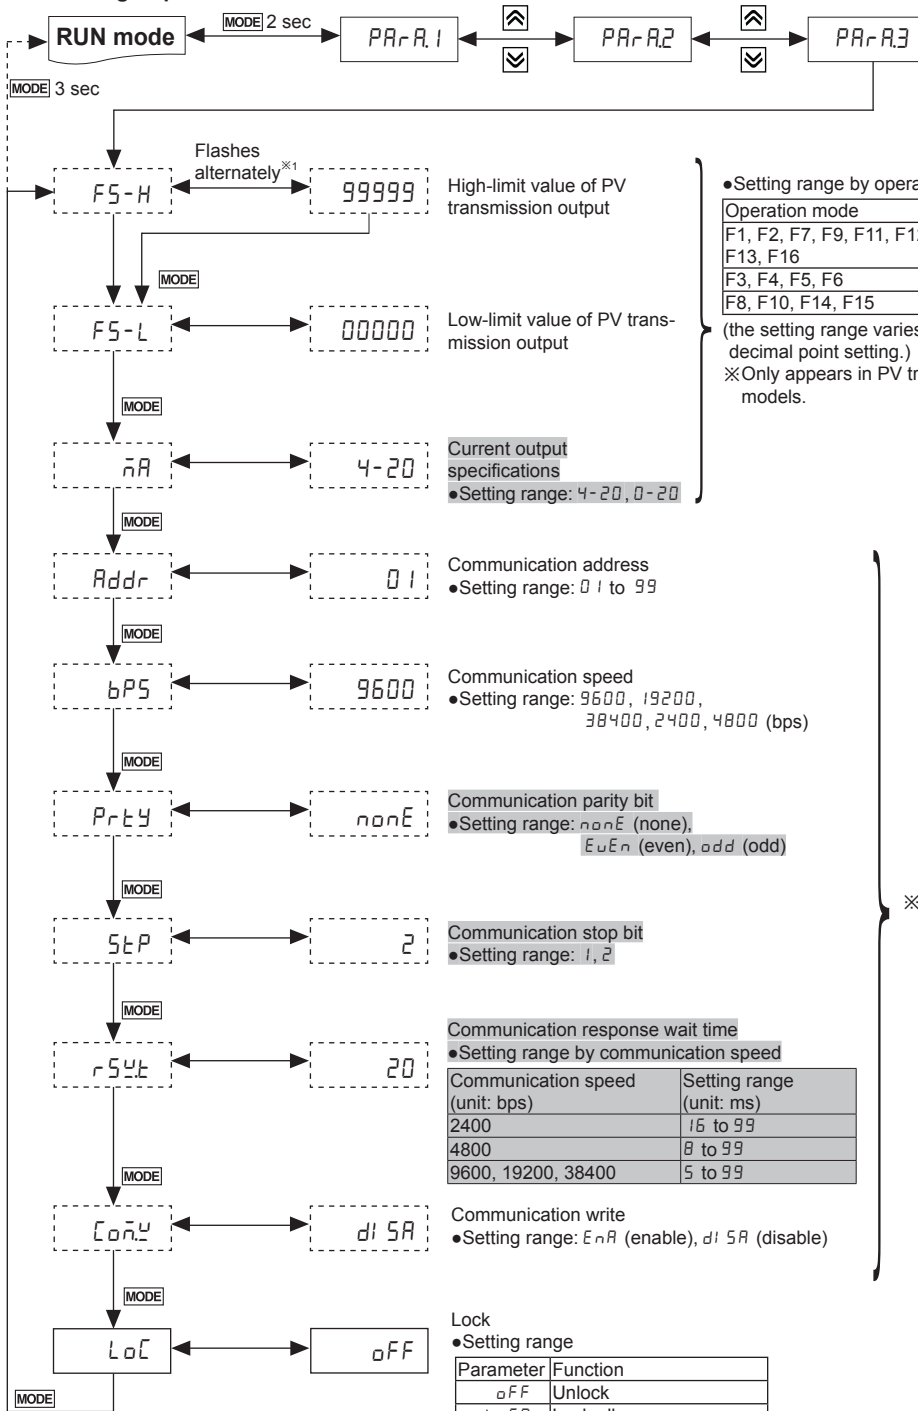 RUN mode
MODE 2 sec
PArA.1
PArA.2
PArA.3
MODE 3 sec
Flashes
alternately※1
FS-H
99999
High-limit value of PV
transmission output
MODE
FS-L
00000
Low-limit value of PV trans-
mission output
●Setting range by opera
Operation mode
F1, F2, F7, F9, F11, F1
F13, F16
F3, F4, F5, F6
F8, F10, F14, F15
(the setting range varies
decimal point setting.)
※Only appears in PV tr
models.
MODE
mA
4-20
Current output
specifications
●Setting range: 4-20, 0-20
MODE
Addr
01
Communication address
●Setting range: 01 to 99
MODE
bPS
9600
Communication speed
●Setting range: 9600, 19200,
38400, 2400, 4800 (bps)
MODE
PrtY
nonE
Communication parity bit
●Setting range: nonE (none),
EvEn (even), odd (odd)
MODE
StP
2
Communication stop bit
●Setting range: 1, 2
※
MODE
rSY.t
20
Communication response wait time
●Setting range by communication speed
Communication speed
(unit: bps)
Setting range
(unit: ms)
2400
16 to 99
4800
8 to 99
9600, 19200, 38400
5 to 99
MODE
Com.Y
diSA
Communication write
●Setting range: EnA (enable), diSA (disable)
MODE
LoC
oFF
Lock
●Setting range
Parameter Function
oFF Unlock
MODE